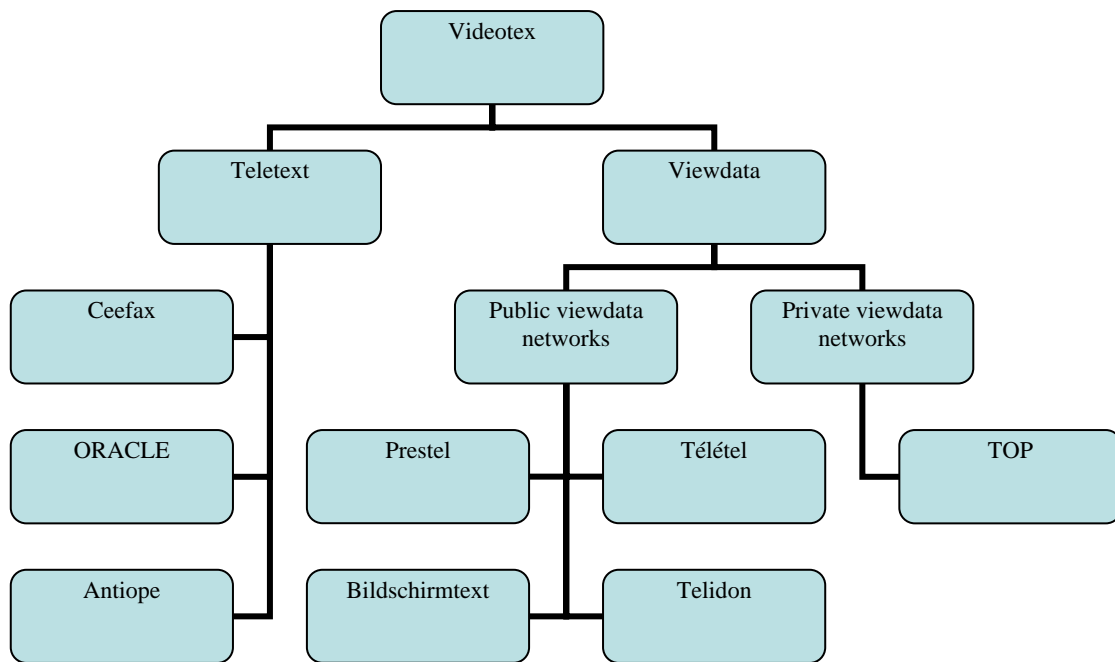 Videotex
Teletext
Viewdata
Ceefax
Public viewdata
networks
Private viewdata
networks
ORACLE
Prestel
Télétel
TOP
Antiope
Bildschirmtext
Telidon